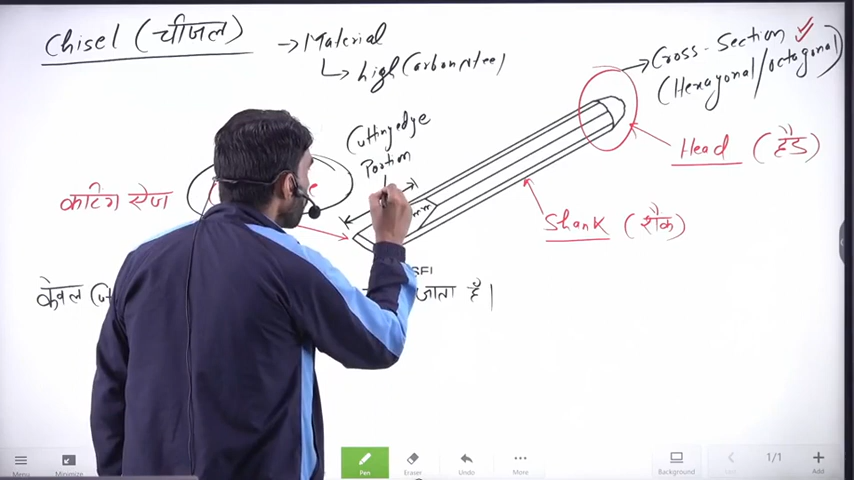 Chisel (चीजल)
→ Material
↳ high Carbon steel
→ Cross-Section ✓
(Hexagonal/octagonal)
Cutting edge
Portion
Head (हैड)
कटिंग ऐज
Shank (शैंक)
केवल
जाता है।
Menu
Minimize
Pen
Eraser
Undo
More
Background
1/1
Add